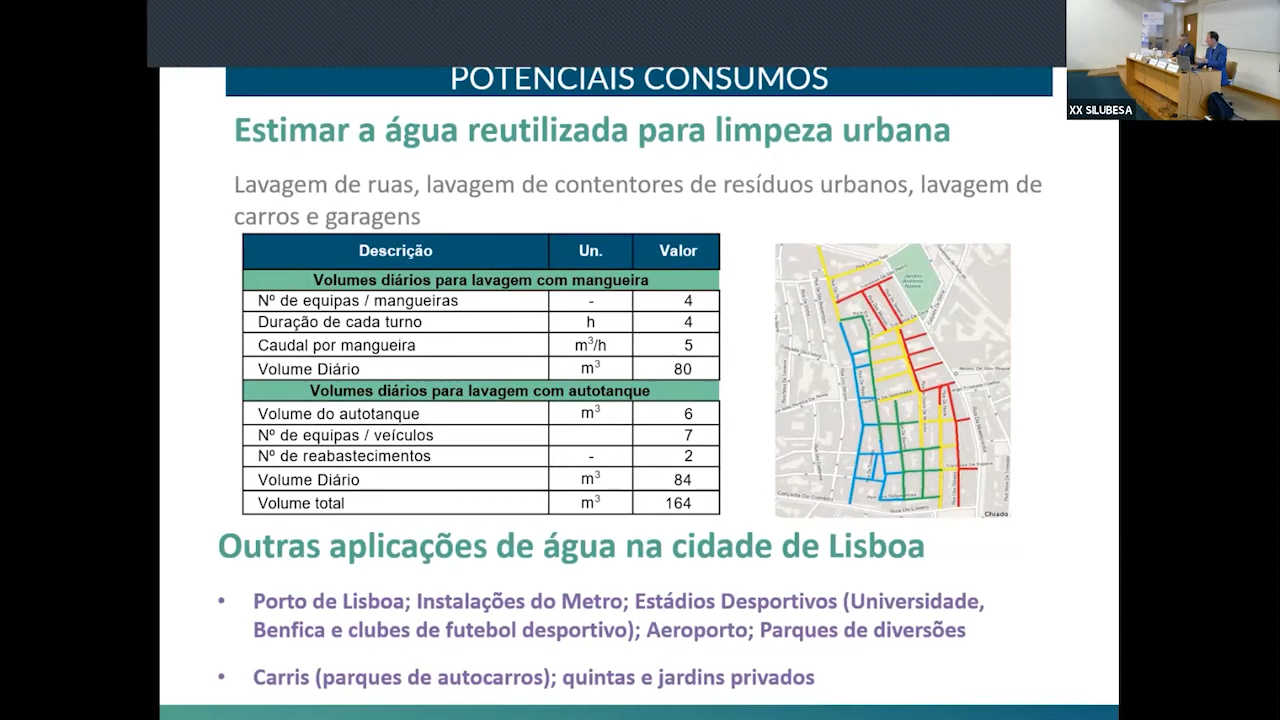 POTENCIAIS CONSUMOS
XX SILUBESA
Estimar a água reutilizada para limpeza urbana
Lavagem de ruas, lavagem de contentores de resíduos urbanos, lavagem de
carros e garagens
Descrição Un. Valor
Volumes diários para lavagem com mangueira
Nº de equipas / mangueiras - 4
Duração de cada turno h 4
Caudal por mangueira m³/h 5
Volume Diário m³ 80
Volumes diários para lavagem com autotanque
Volume do autotanque m³ 6
Nº de equipas / veículos 7
Nº de reabastecimentos - 2
Volume Diário m³ 84
Volume total m³ 164
Chiado
Outras aplicações de água na cidade de Lisboa
• Porto de Lisboa; Instalações do Metro; Estádios Desportivos (Universidade,
Benfica e clubes de futebol desportivo); Aeroporto; Parques de diversões
• Carris (parques de autocarros); quintas e jardins privados